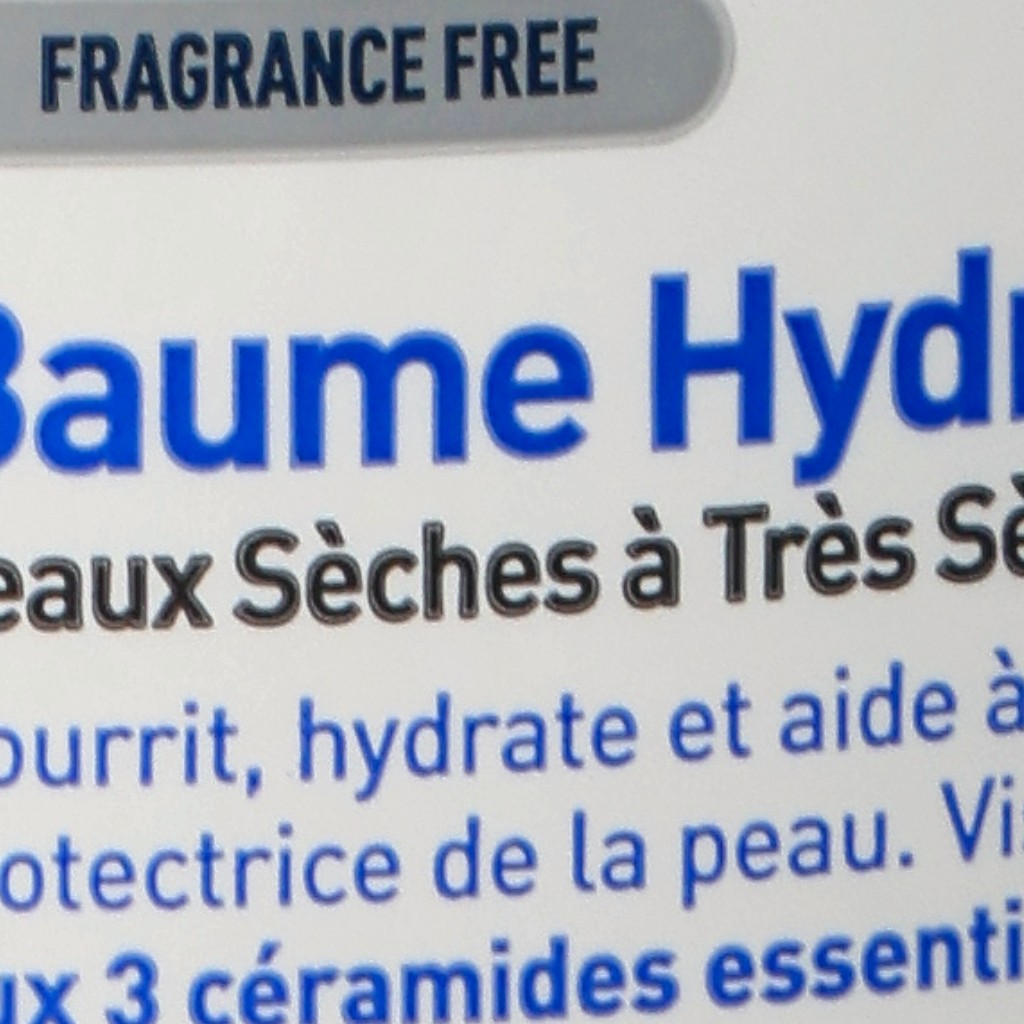 FRAGRANCE FREE
Baume Hydr
eaux Sèches à Très Sè
ourrit, hydrate et aide à
otectrice de la peau. Vi
ux 3 céramides essenti